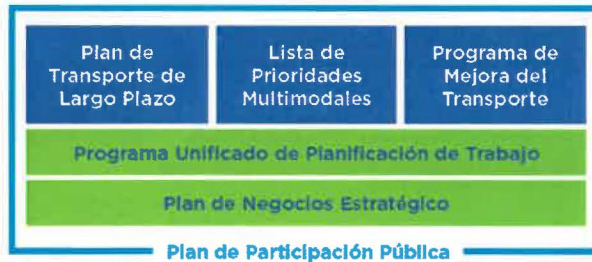 Plan de
Transporte de
Largo Plazo
Lista de
Prioridades
Multimodales
Programa de
Mejora del
Transporte
Programa Unificado de Planificación de Trabajo
Plan de Negocios Estratégico
Plan de Participación Pública